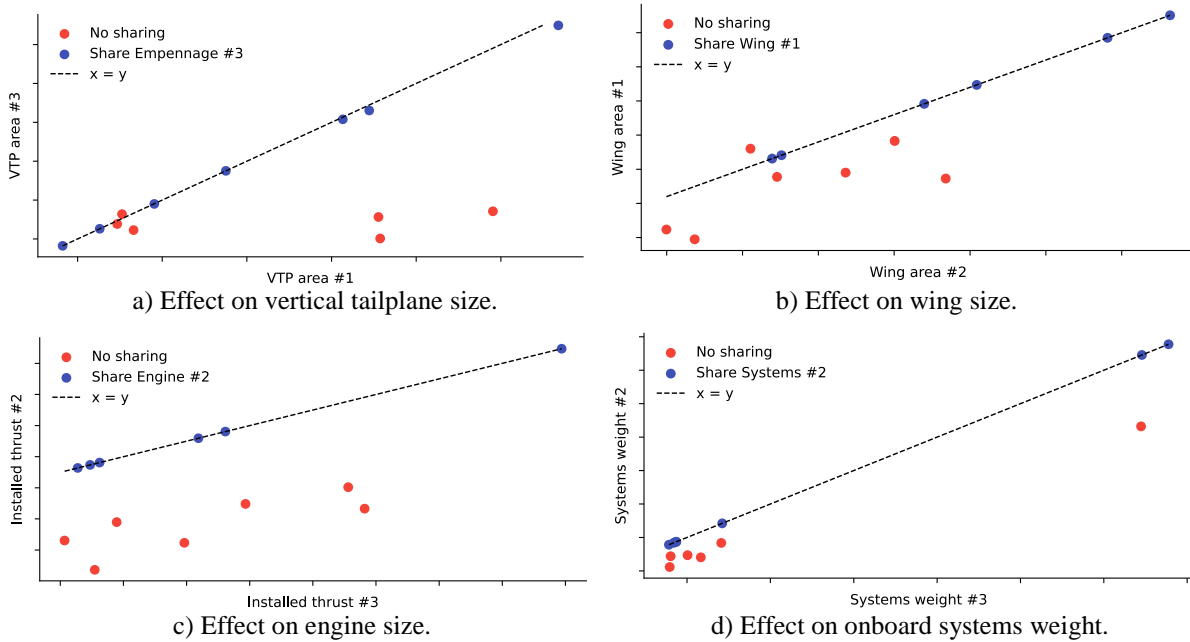 No sharing
Share Empennage #3
x = y
VTP area #3
VTP area #1
a) Effect on vertical tailplane size.
No sharing
Share Wing #1
x = y
Wing area #1
Wing area #2
b) Effect on wing size.
No sharing
Share Engine #2
x = y
Installed thrust #2
Installed thrust #3
c) Effect on engine size.
No sharing
Share Systems #2
x = y
Systems weight #2
Systems weight #3
d) Effect on onboard systems weight.